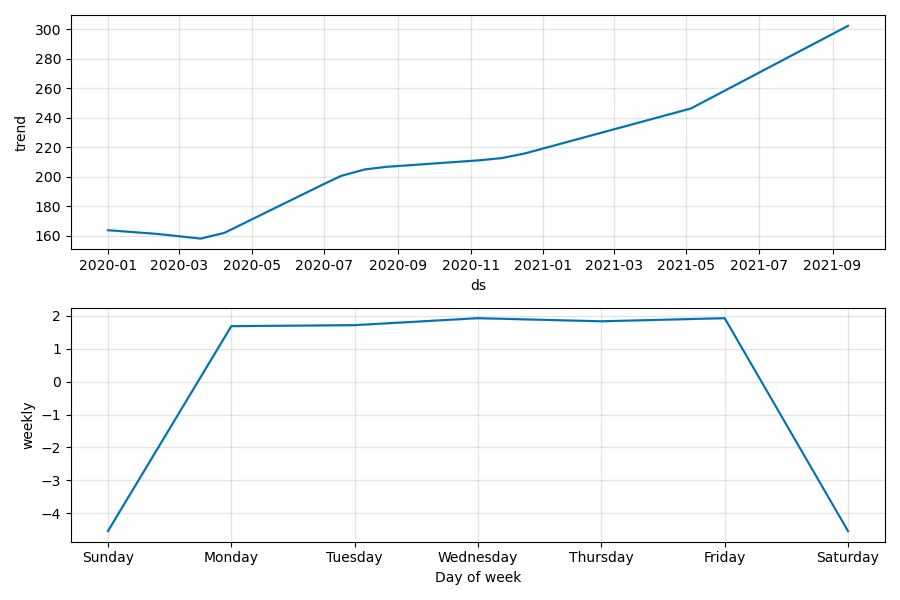 300
280
260
240
220
200
180
160
trend
2020-01 2020-03 2020-05 2020-07 2020-09 2020-11 2021-01 2021-03 2021-05 2021-07 2021-09
ds
2
1
0
−1
−2
−3
−4
weekly
Sunday Monday Tuesday Wednesday Thursday Friday Saturday
Day of week